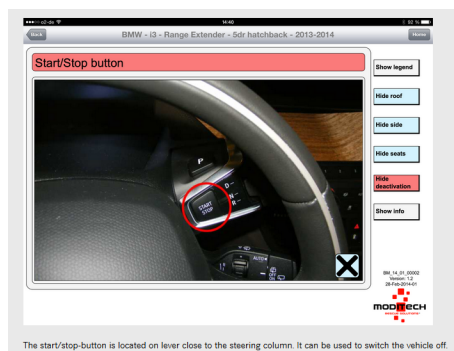 o2-de
14:40
92 %
Back
BMW - i3 - Range Extender - 5dr hatchback - 2013-2014
Home
Start/Stop button
Show legend
Hide roof
Hide side
Hide seats
Hide
deactivation
Show info
P
D
N
R
START
STOP
AUTO
OFF
ON
BM_14_01_00002
Version: 1.2
28-Feb-2014-01
MODITECH
RESCUE SOLUTIONS
The start/stop-button is located on lever close to the steering column. It can be used to switch the vehicle off.